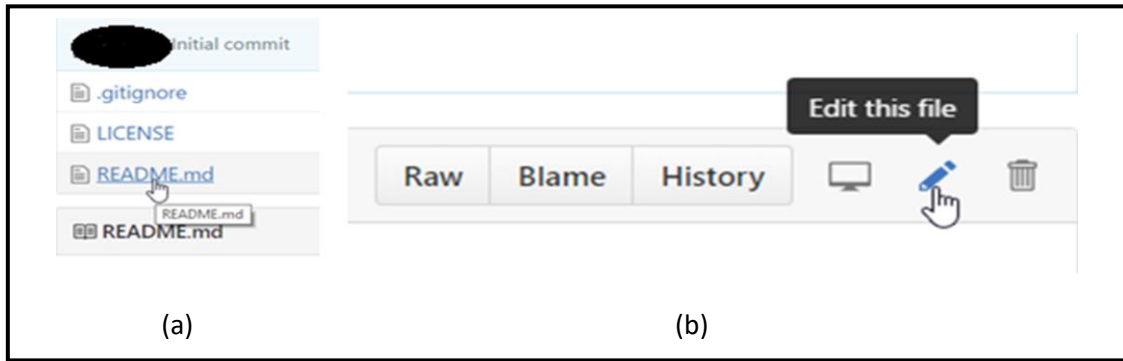 Initial commit
.gitignore
LICENSE
README.md
README.md
README.md
Edit this file
Raw Blame History
(a) (b)